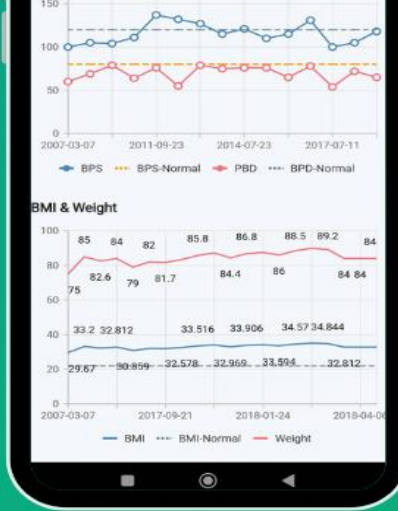 150
100
50
0
2007-03-07 2011-09-23 2014-07-23 2017-07-11
BPS BPS-Normal PBD BPD-Normal
BMI & Weight
100
85 84 82 85.8 86.8 88.5 89.2 84
80
82.6 79 81.7 84.4 86 84 84
75
60
40
33.2 32.812 33.516 33.906 34.57 34.844
29.67 30.859 32.578 32.969 33.594 32.812
20
0
2007-03-07 2017-09-21 2018-01-24 2018-04-06
BMI BMI-Normal Weight